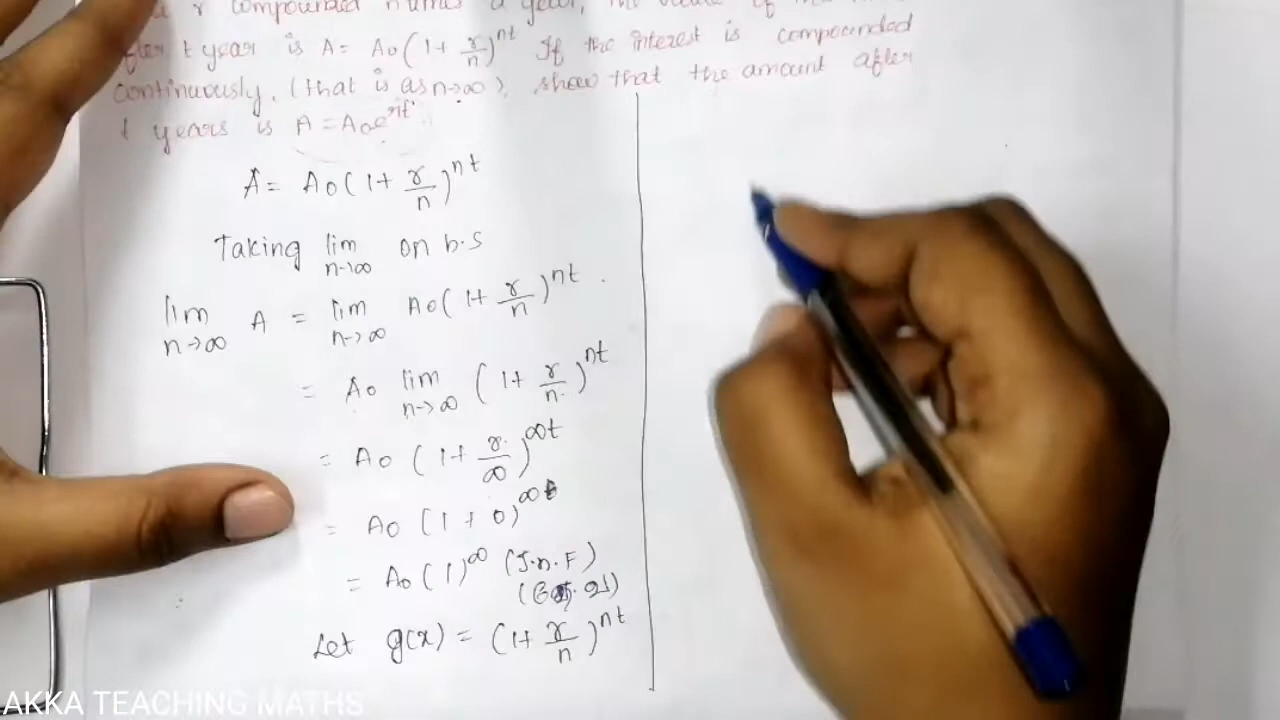 r compounded n times a year, the value of the
after t year is A = A₀(1 + r/n)^nt If the interest is compounded
continuously, (that is as n→∞), show that the amount after
t years is A = A₀e^rt.
A = A₀(1 + r/n)^nt
Taking lim n→∞ on b.s
lim n→∞ A = lim n→∞ A₀(1 + r/n)^nt.
= A₀ lim n→∞ (1 + r/n)^nt
= A₀ (1 + r/∞)^∞t
= A₀ (1 + 0)^∞t
= A₀ (1)^∞ (I.n.F)
Let g(x) = (1 + r/n)^nt
AKKA TEACHING MATHS